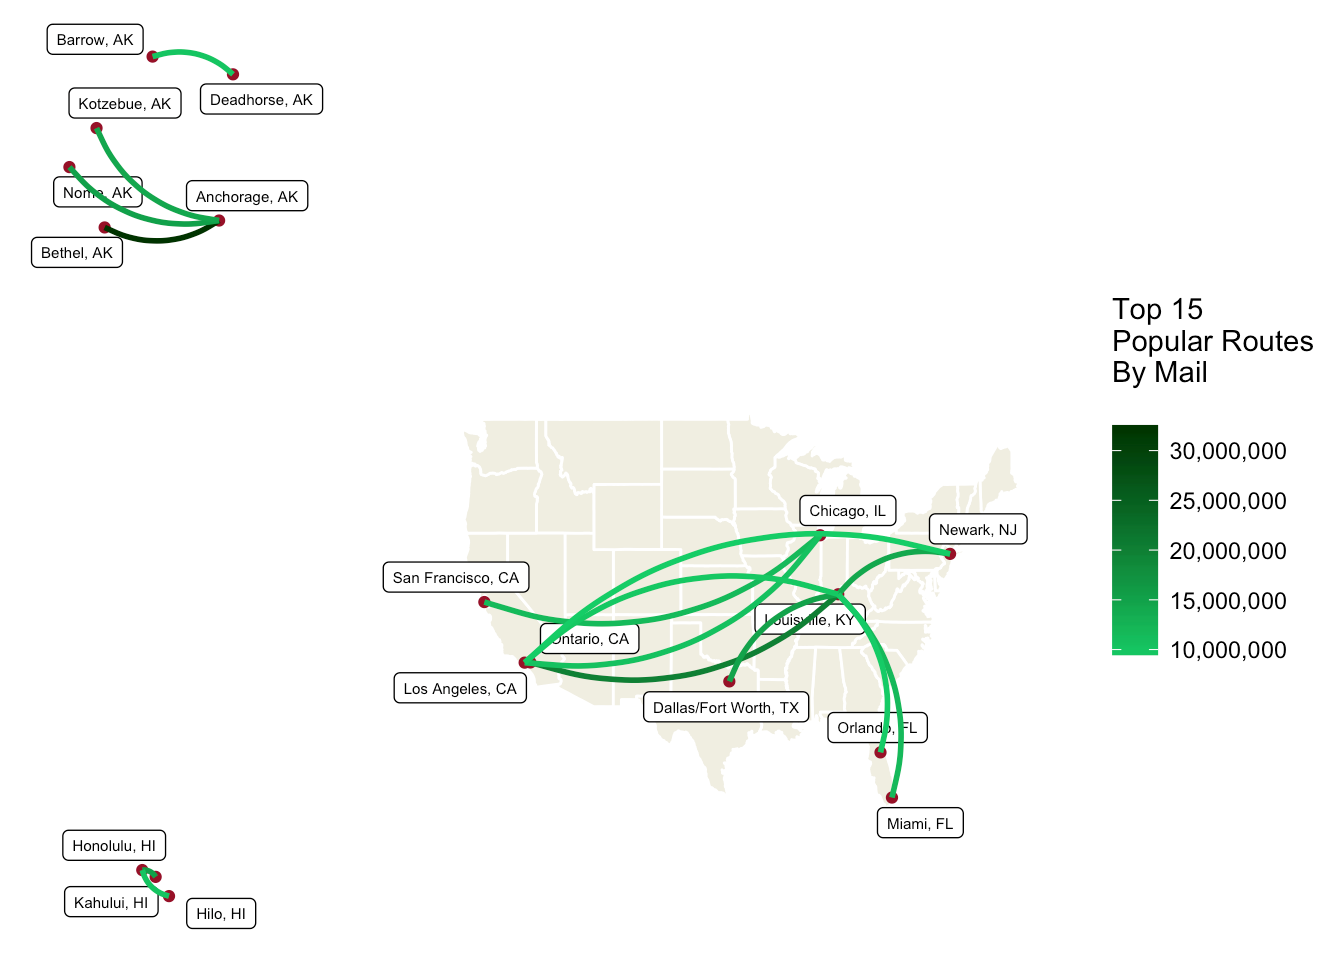 Barrow, AK
Deadhorse, AK
Kotzebue, AK
Nome, AK
Anchorage, AK
Bethel, AK
Top 15
Popular Routes
By Mail
30,000,000
25,000,000
20,000,000
15,000,000
10,000,000
Chicago, IL
Newark, NJ
San Francisco, CA
Louisville, KY
Ontario, CA
Los Angeles, CA
Dallas/Fort Worth, TX
Orlando, FL
Miami, FL
Honolulu, HI
Kahului, HI
Hilo, HI